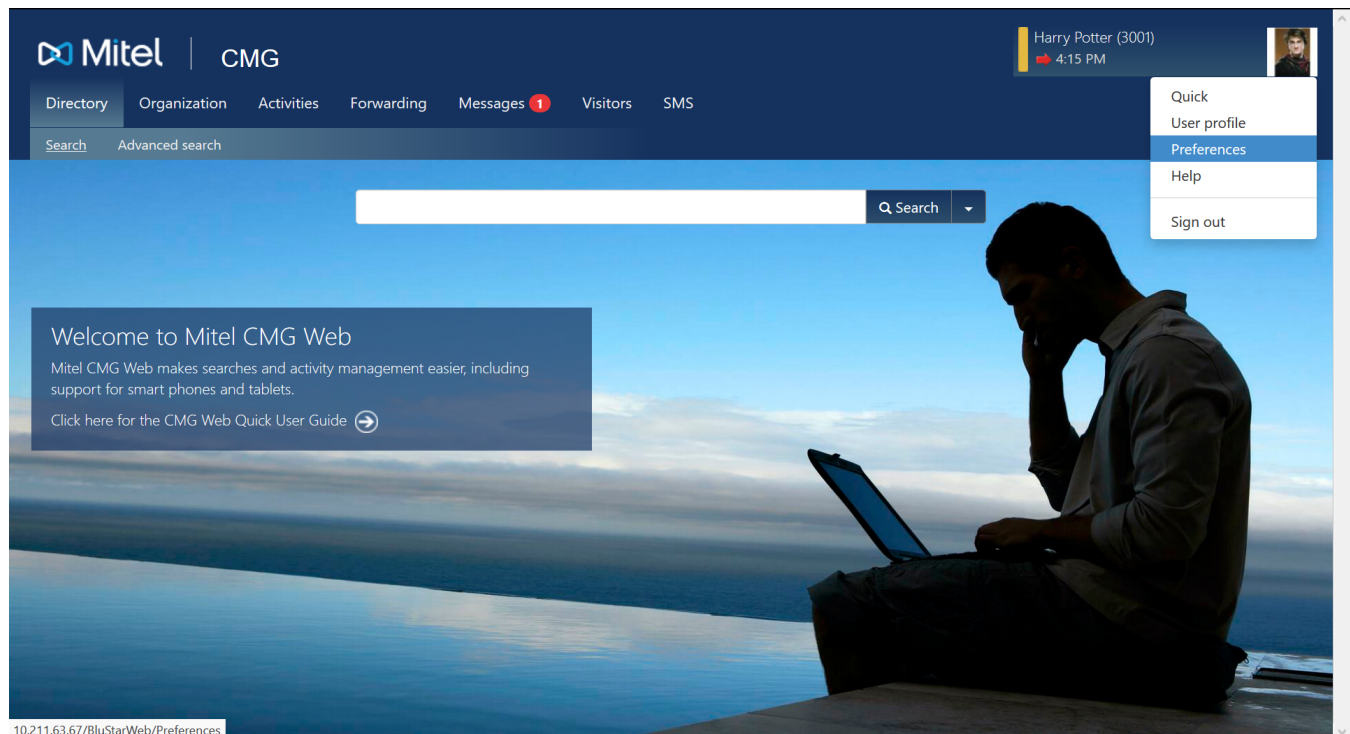 Mitel CMG
Harry Potter (3001)
4:15 PM
Directory Organization Activities Forwarding Messages 1 Visitors SMS
Search Advanced search
Quick
User profile
Preferences
Help
Sign out
Search
Welcome to Mitel CMG Web
Mitel CMG Web makes searches and activity management easier, including
support for smart phones and tablets.
Click here for the CMG Web Quick User Guide
10.211.63.67/BluStarWeb/Preferences